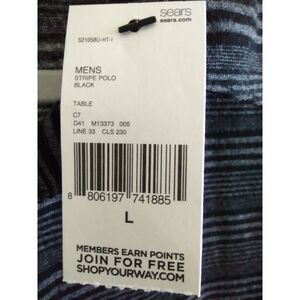 sears
sears.com
S21058U-HT-I
MENS
STRIPE POLO
BLACK
TABLE
C7
D41 M13373 005
LINE 33 CLS 230
8 806197 741885
L
MEMBERS EARN POINTS
JOIN FOR FREE
SHOPYOURWAY.COM